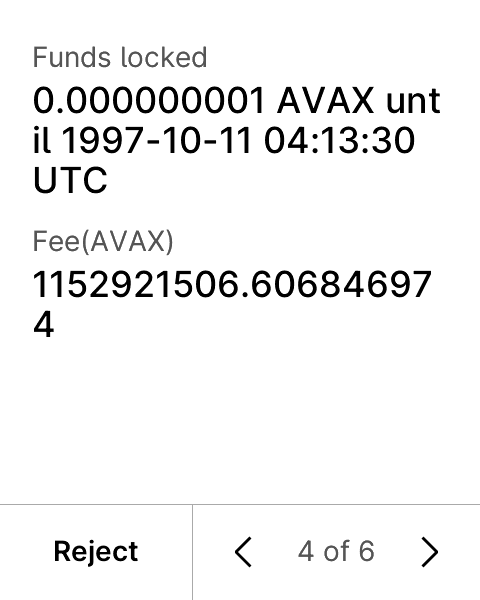 Funds locked
0.000000001 AVAX unt
il 1997-10-11 04:13:30
UTC
Fee(AVAX)
1152921506.60684697
4
Reject
4 of 6